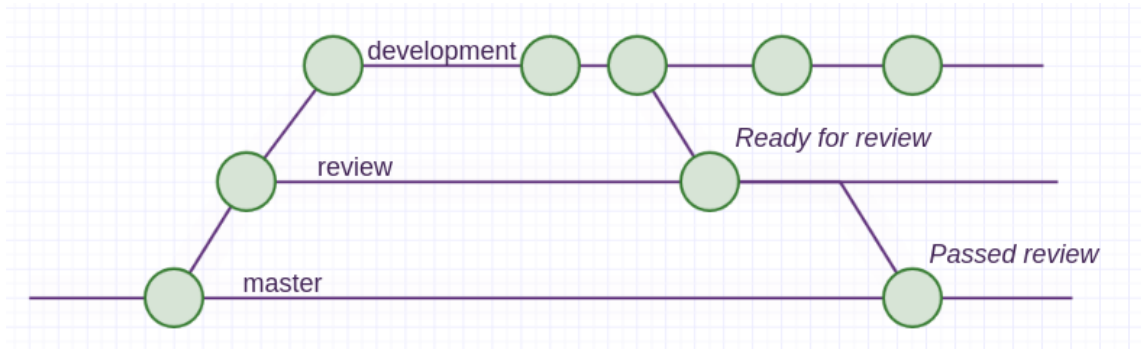 development
Ready for review
review
Passed review
master